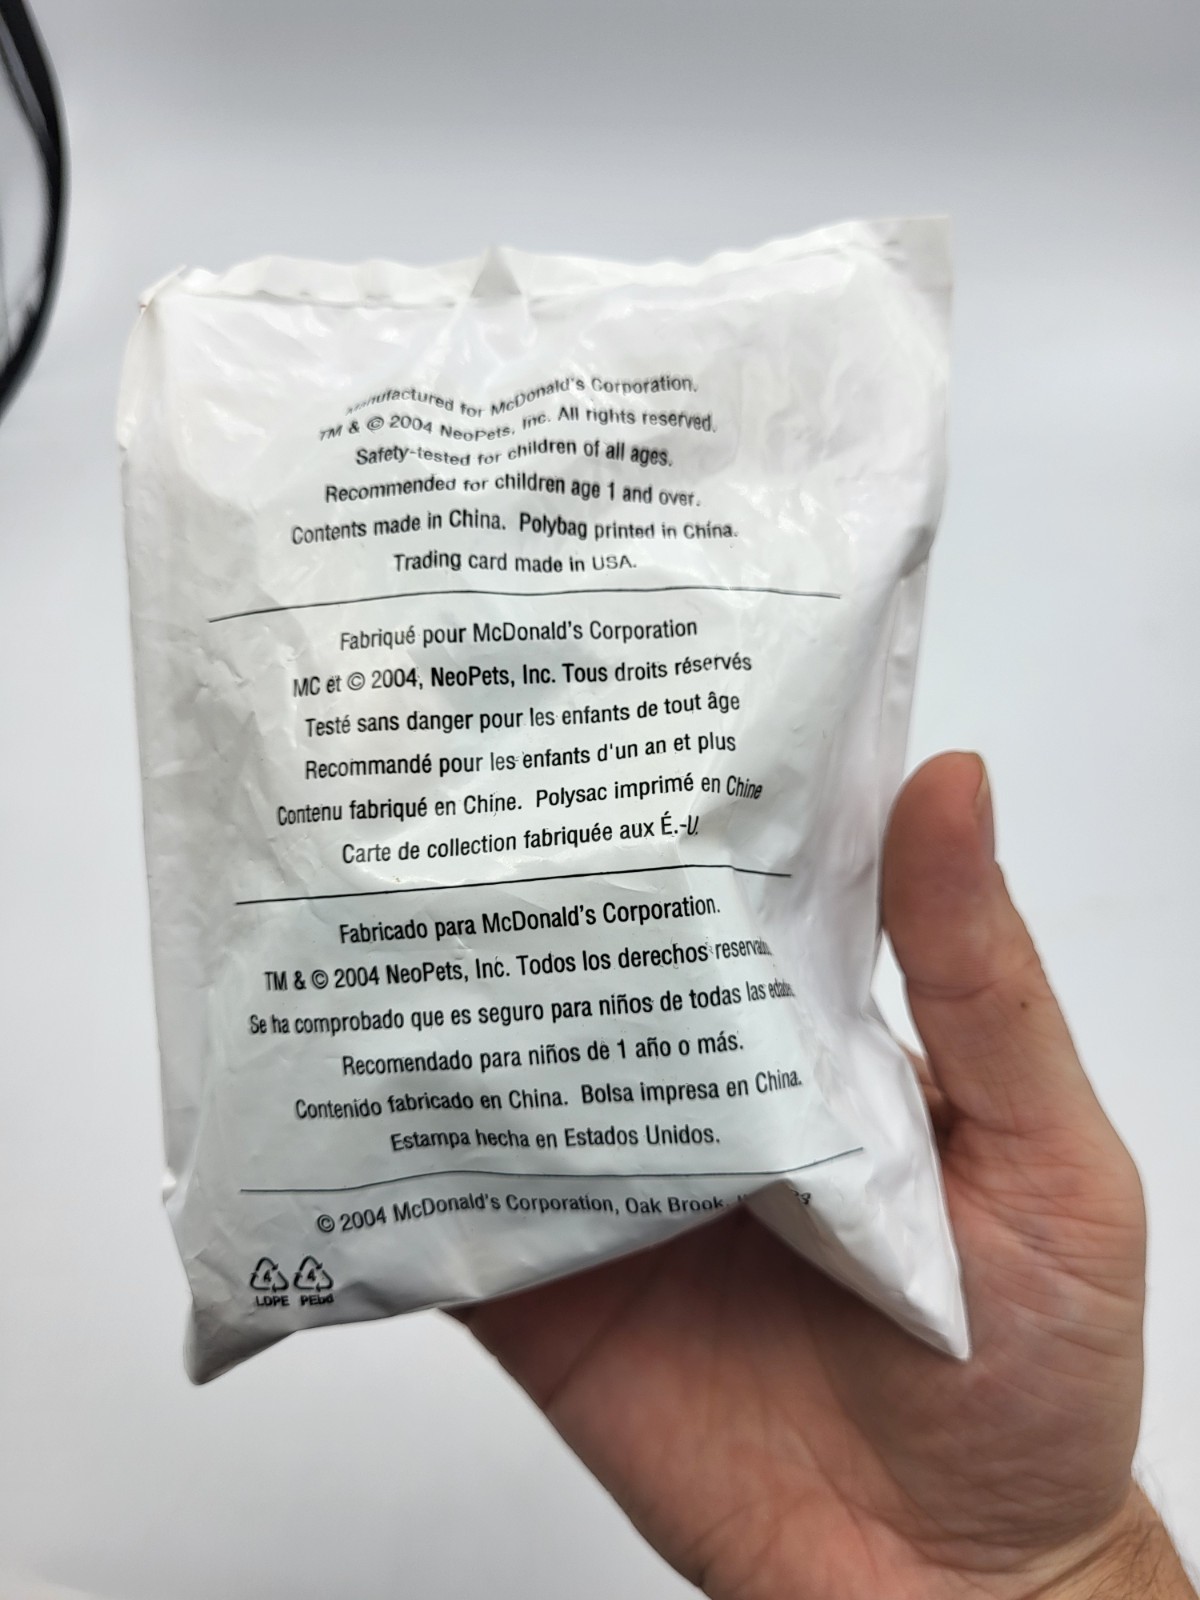 Manufactured for McDonald's Corporation.
TM & © 2004 NeoPets, Inc. All rights reserved.
Safety-tested for children of all ages.
Recommended for children age 1 and over.
Contents made in China. Polybag printed in China.
Trading card made in USA.
Fabriqué pour McDonald's Corporation
MC et © 2004, NeoPets, Inc. Tous droits réservés
Testé sans danger pour les enfants de tout âge
Recommandé pour les enfants d'un an et plus
Contenu fabriqué en Chine. Polysac imprimé en Chine
Carte de collection fabriquée aux É.-U.
Fabricado para McDonald's Corporation.
TM & © 2004 NeoPets, Inc. Todos los derechos
Se ha comprobado que es seguro para niños de todas las edades.
Recomendado para niños de 1 año o más.
Contenido fabricado en China. Bolsa impresa en China.
Estampa hecha en Estados Unidos.
© 2004 McDonald's Corporation, Oak Brook,
4 4
LDPE PEbd